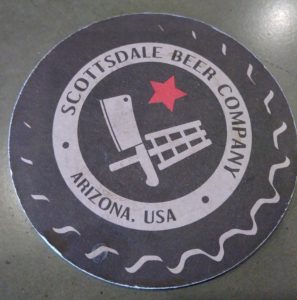 SCOTTSDALE BEER COMPANY
ARIZONA, USA